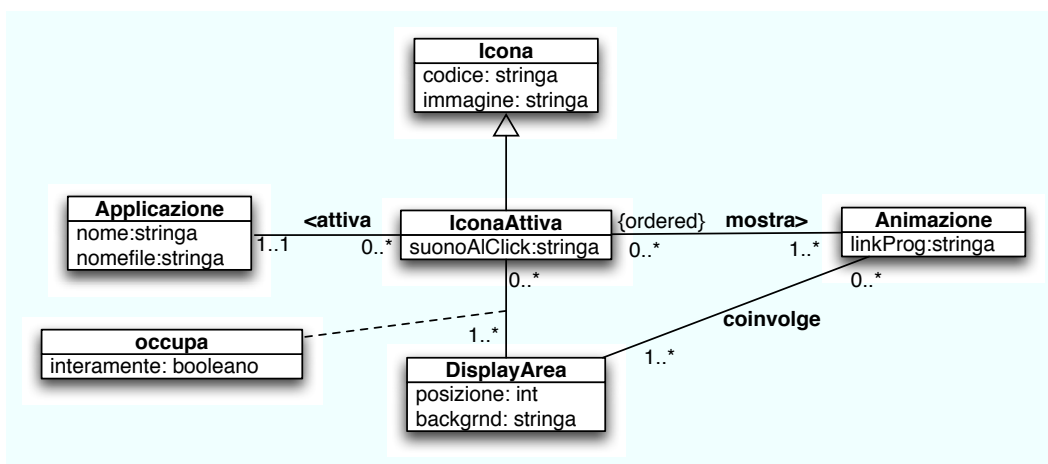 Icona
codice: stringa
immagine: stringa
Applicazione
nome:stringa
nomefile:stringa
1..1
<attiva
0..*
IconaAttiva
suonoAlClick:stringa
{ordered}
0..*
mostra>
1..*
Animazione
linkProg:stringa
0..*
0..*
coinvolge
occupa
interamente: booleano
1..*
1..*
DisplayArea
posizione: int
backgrnd: stringa